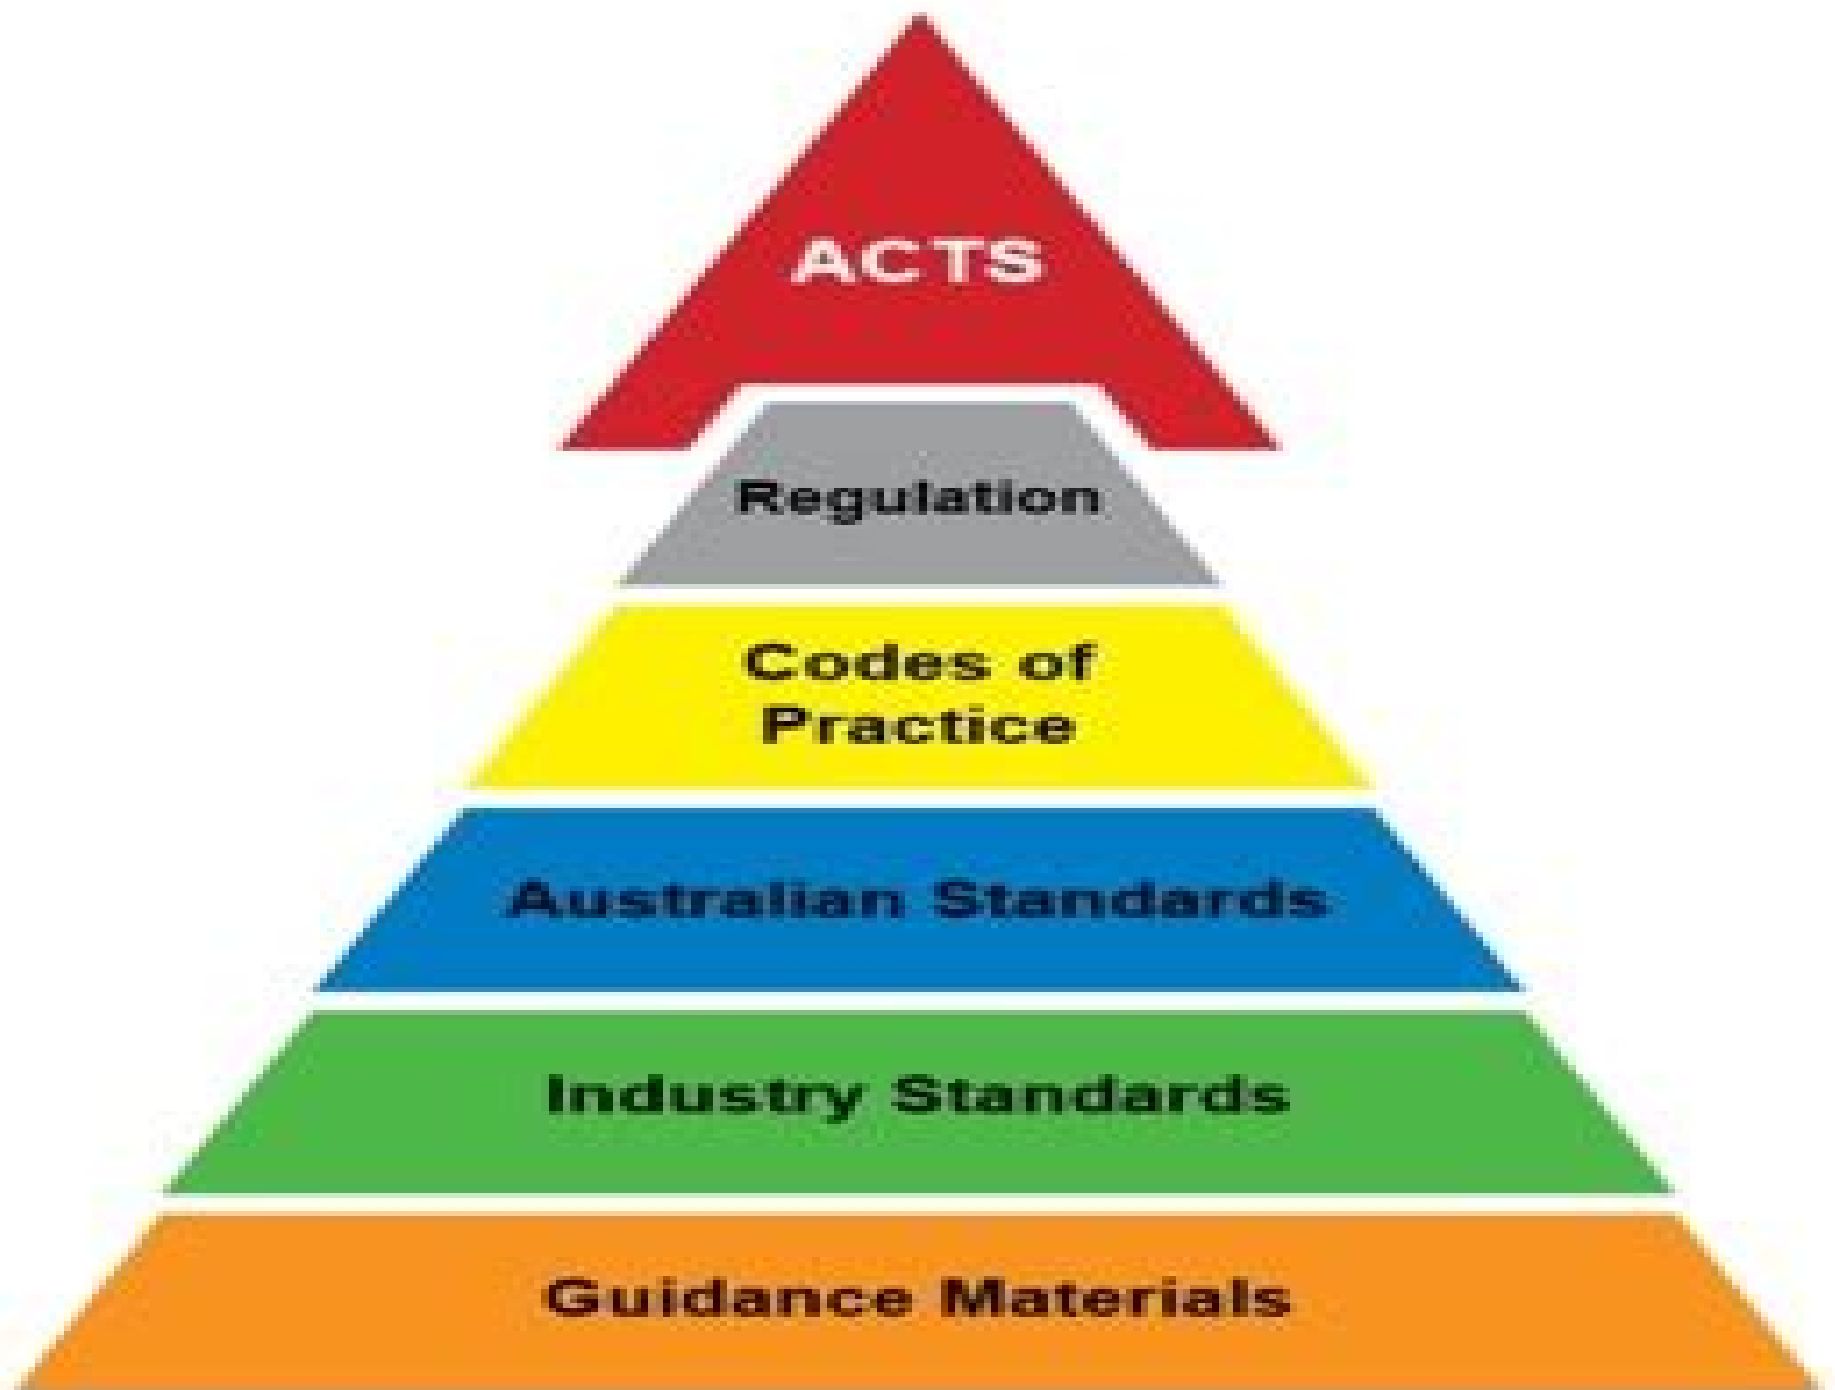 ACTS
Regulation
Codes of
Practice
Australian Standards
Industry Standards
Guidance Materials